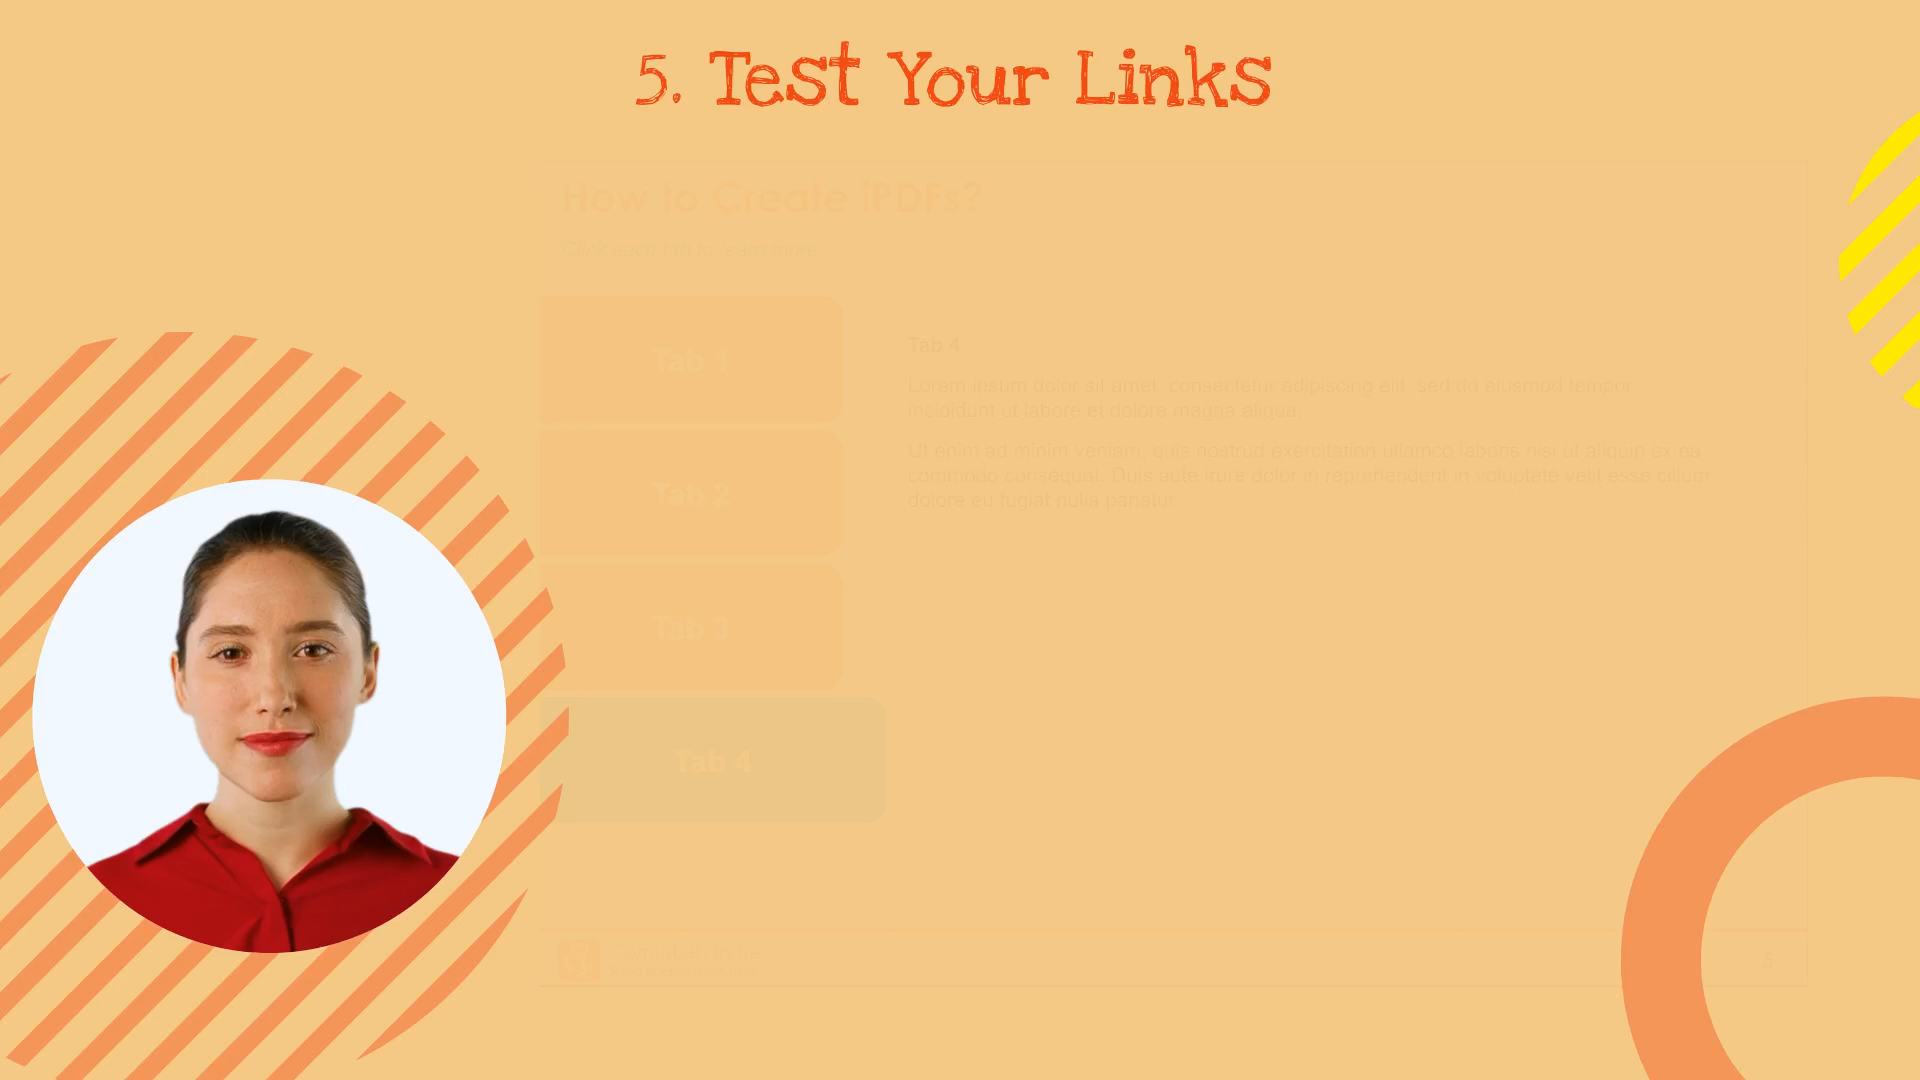 5. Test Your Links
How to Create iPDFs?
Click each tab to learn more.
Tab 1
Tab 2
Tab 3
Tab 4
Tab 4
Lorem ipsum dolor sit amet, consectetur adipiscing elit, sed do eiusmod tempor
incididunt ut labore et dolore magna aliqua.
Ut enim ad minim veniam, quis nostrud exercitation ullamco laboris nisi ut aliquip ex ea
commodo consequat. Duis aute irure dolor in reprehenderit in voluptate velit esse cillum
dolore eu fugiat nulla pariatur.
5